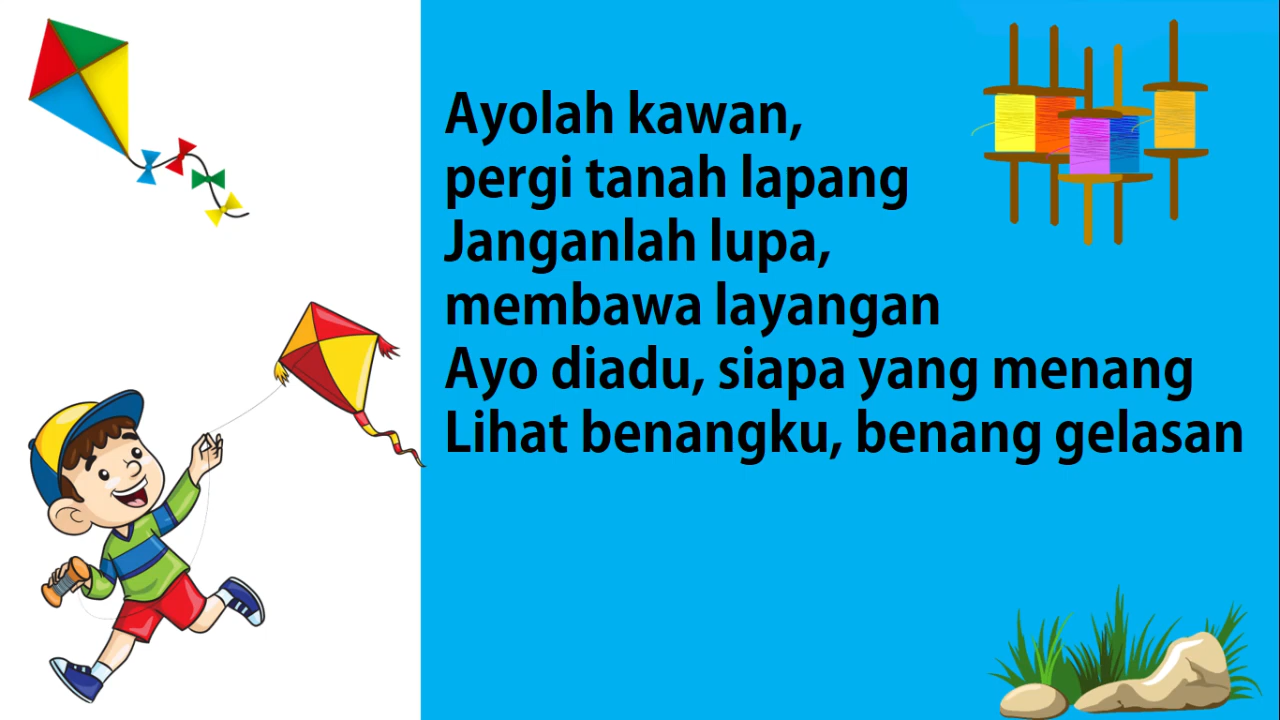 Ayolah kawan,
pergi tanah lapang
Janganlah lupa,
membawa layangan
Ayo diadu, siapa yang menang
Lihat benangku, benang gelasan